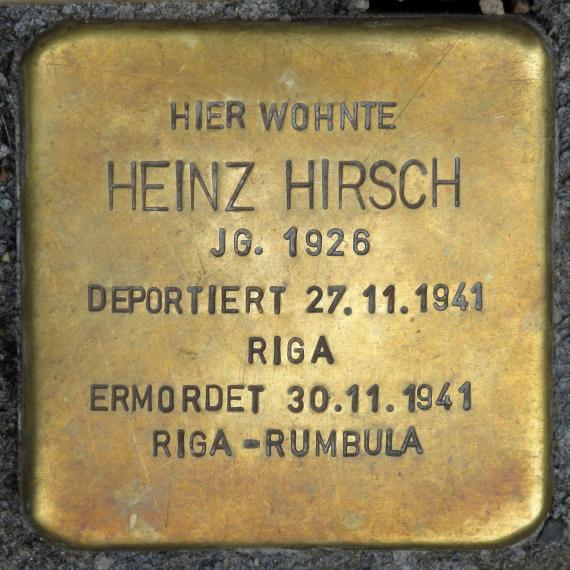 HIER WOHNTE
HEINZ HIRSCH
JG. 1926
DEPORTIERT 27.11.1941
RIGA
ERMORDET 30.11.1941
RIGA-RUMBULA